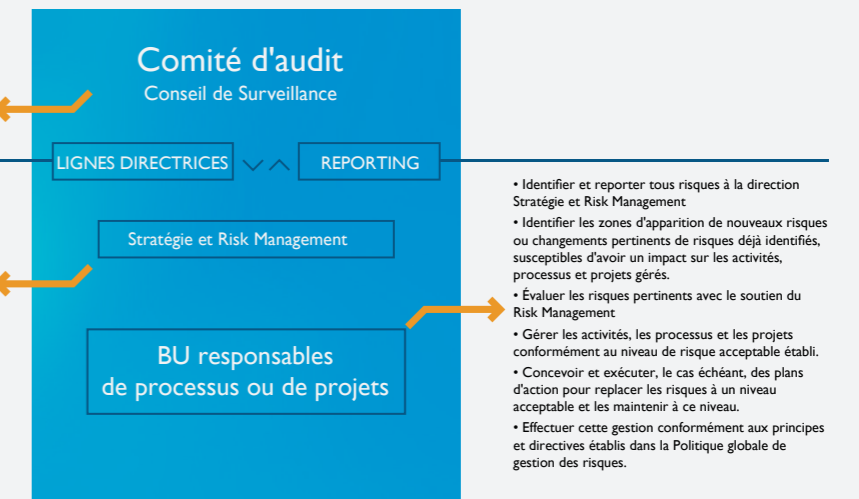 Comité d'audit
Conseil de Surveillance
LIGNES DIRECTRICES
REPORTING
Stratégie et Risk Management
BU responsables
de processus ou de projets
• Identifier et reporter tous risques à la direction
Stratégie et Risk Management
• Identifier les zones d'apparition de nouveaux risques
ou changements pertinents de risques déjà identifiés,
susceptibles d'avoir un impact sur les activités,
processus et projets gérés.
• Évaluer les risques pertinents avec le soutien du
Risk Management
• Gérer les activités, les processus et les projets
conformément au niveau de risque acceptable établi.
• Concevoir et exécuter, le cas échéant, des plans
d'action pour replacer les risques à un niveau
acceptable et les maintenir à ce niveau.
• Effectuer cette gestion conformément aux principes
et directives établis dans la Politique globale de
gestion des risques.